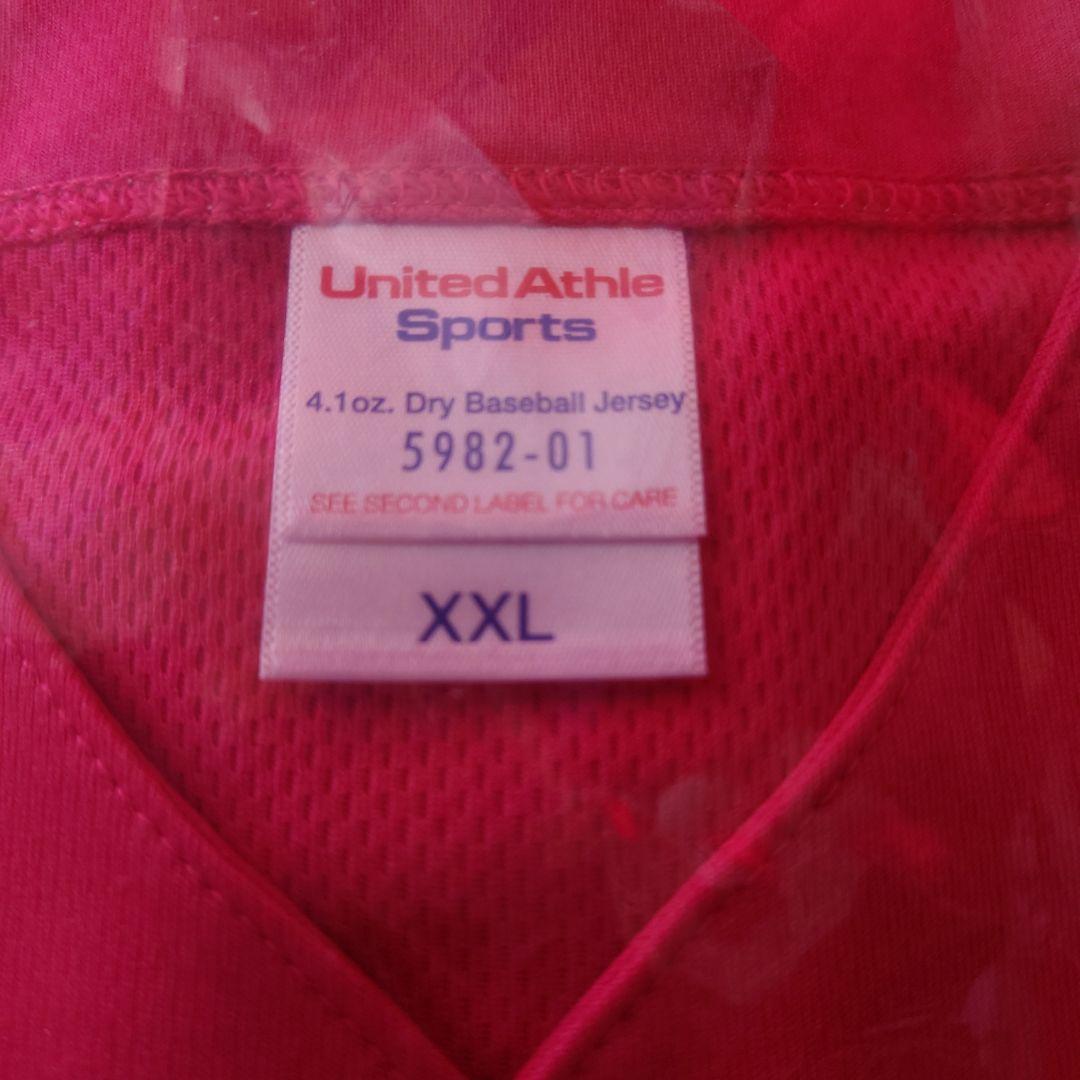 United Athle
Sports
4.1oz. Dry Baseball Jersey
5982-01
SEE SECOND LABEL FOR CARE
XXL